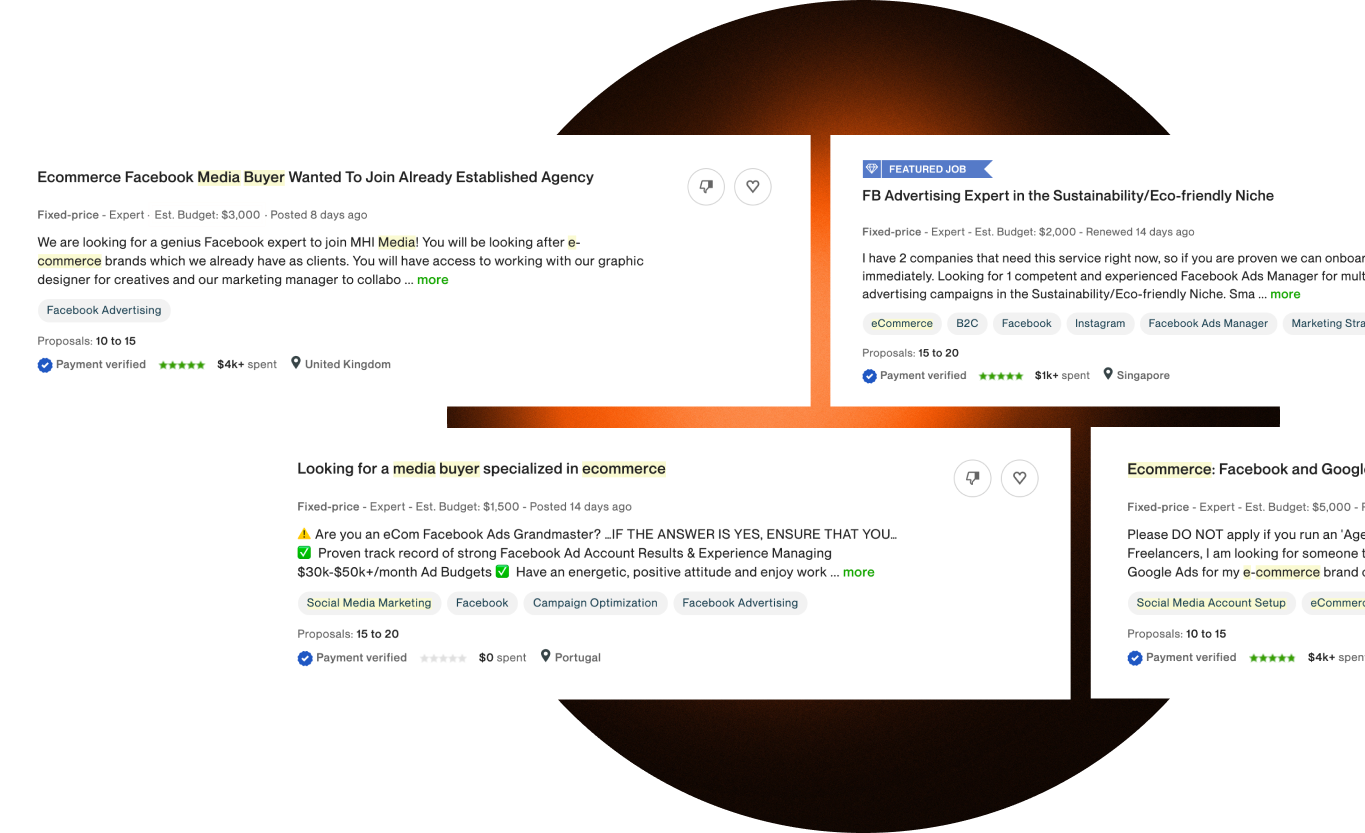 Ecommerce Facebook Media Buyer Wanted To Join Already Established Agency
Fixed-price - Expert · Est. Budget: $3,000 · Posted 8 days ago
We are looking for a genius Facebook expert to join MHI Media! You will be looking after e-
commerce brands which we already have as clients. You will have access to working with our graphic
designer for creatives and our marketing manager to collabo ... more
Facebook Advertising
Proposals: 10 to 15
Payment verified $4k+ spent United Kingdom
FEATURED JOB
FB Advertising Expert in the Sustainability/Eco-friendly Niche
Fixed-price - Expert - Est. Budget: $2,000 - Renewed 14 days ago
I have 2 companies that need this service right now, so if you are proven we can onboar
immediately. Looking for 1 competent and experienced Facebook Ads Manager for mult
advertising campaigns in the Sustainability/Eco-friendly Niche. Sma ... more
eCommerce B2C Facebook Instagram Facebook Ads Manager Marketing Stra
Proposals: 15 to 20
Payment verified $1k+ spent Singapore
Looking for a media buyer specialized in ecommerce
Fixed-price - Expert - Est. Budget: $1,500 - Posted 14 days ago
⚠️ Are you an eCom Facebook Ads Grandmaster? ...IF THE ANSWER IS YES, ENSURE THAT YOU...
✅ Proven track record of strong Facebook Ad Account Results & Experience Managing
$30k-$50k+/month Ad Budgets ✅ Have an energetic, positive attitude and enjoy work ... more
Social Media Marketing Facebook Campaign Optimization Facebook Advertising
Proposals: 15 to 20
Payment verified $0 spent Portugal
Ecommerce: Facebook and Googl
Fixed-price - Expert - Est. Budget: $5,000 -
Please DO NOT apply if you run an 'Age
Freelancers, I am looking for someone t
Google Ads for my e-commerce brand
Social Media Account Setup eCommerc
Proposals: 10 to 15
Payment verified $4k+ spen